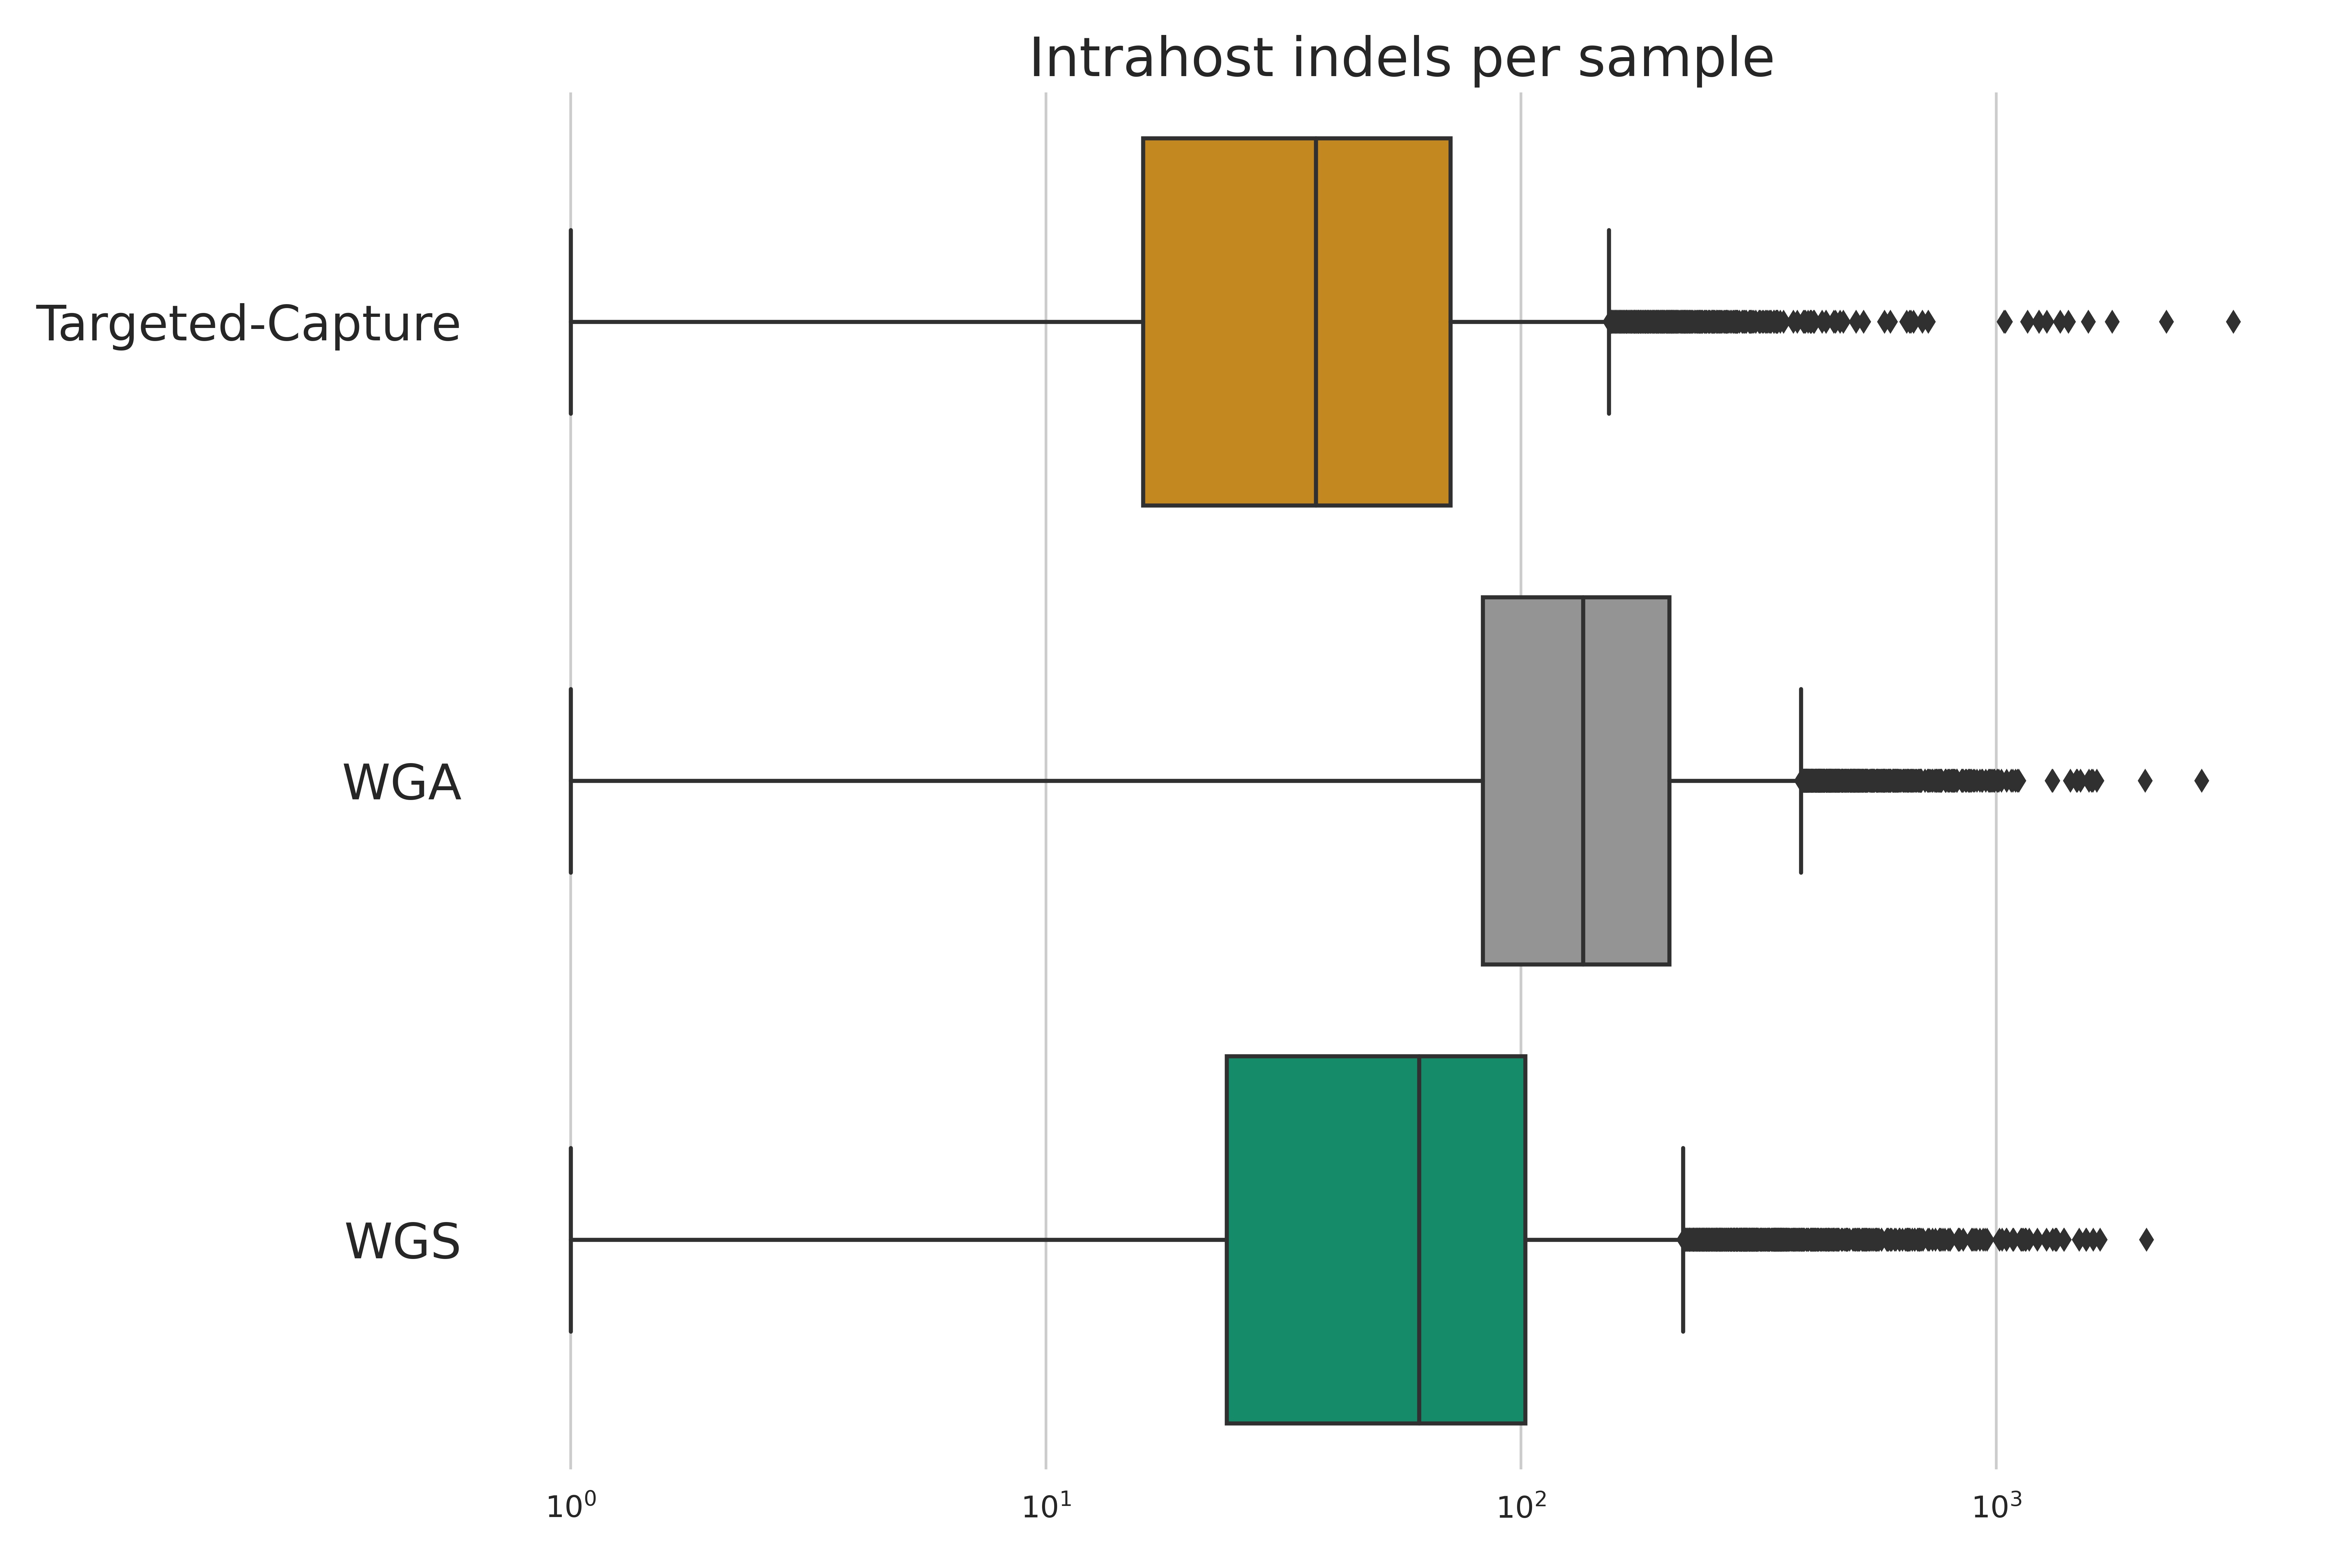 Intrahost indels per sample
Targeted-Capture
WGA
WGS
10⁰ 10¹ 10² 10³